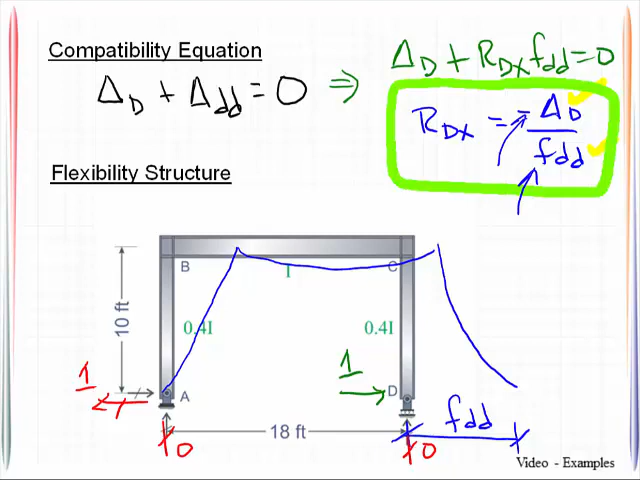 Compatibility Equation
Δ_D + Δ_dd = 0 ⇒ Δ_D + R_DX f_dd = 0
R_DX = -Δ_D / f_dd
Flexibility Structure
B
C
I
10 ft
0.4I
0.4I
1
1
A
D
f_dd
18 ft
0
0
Video - Examples